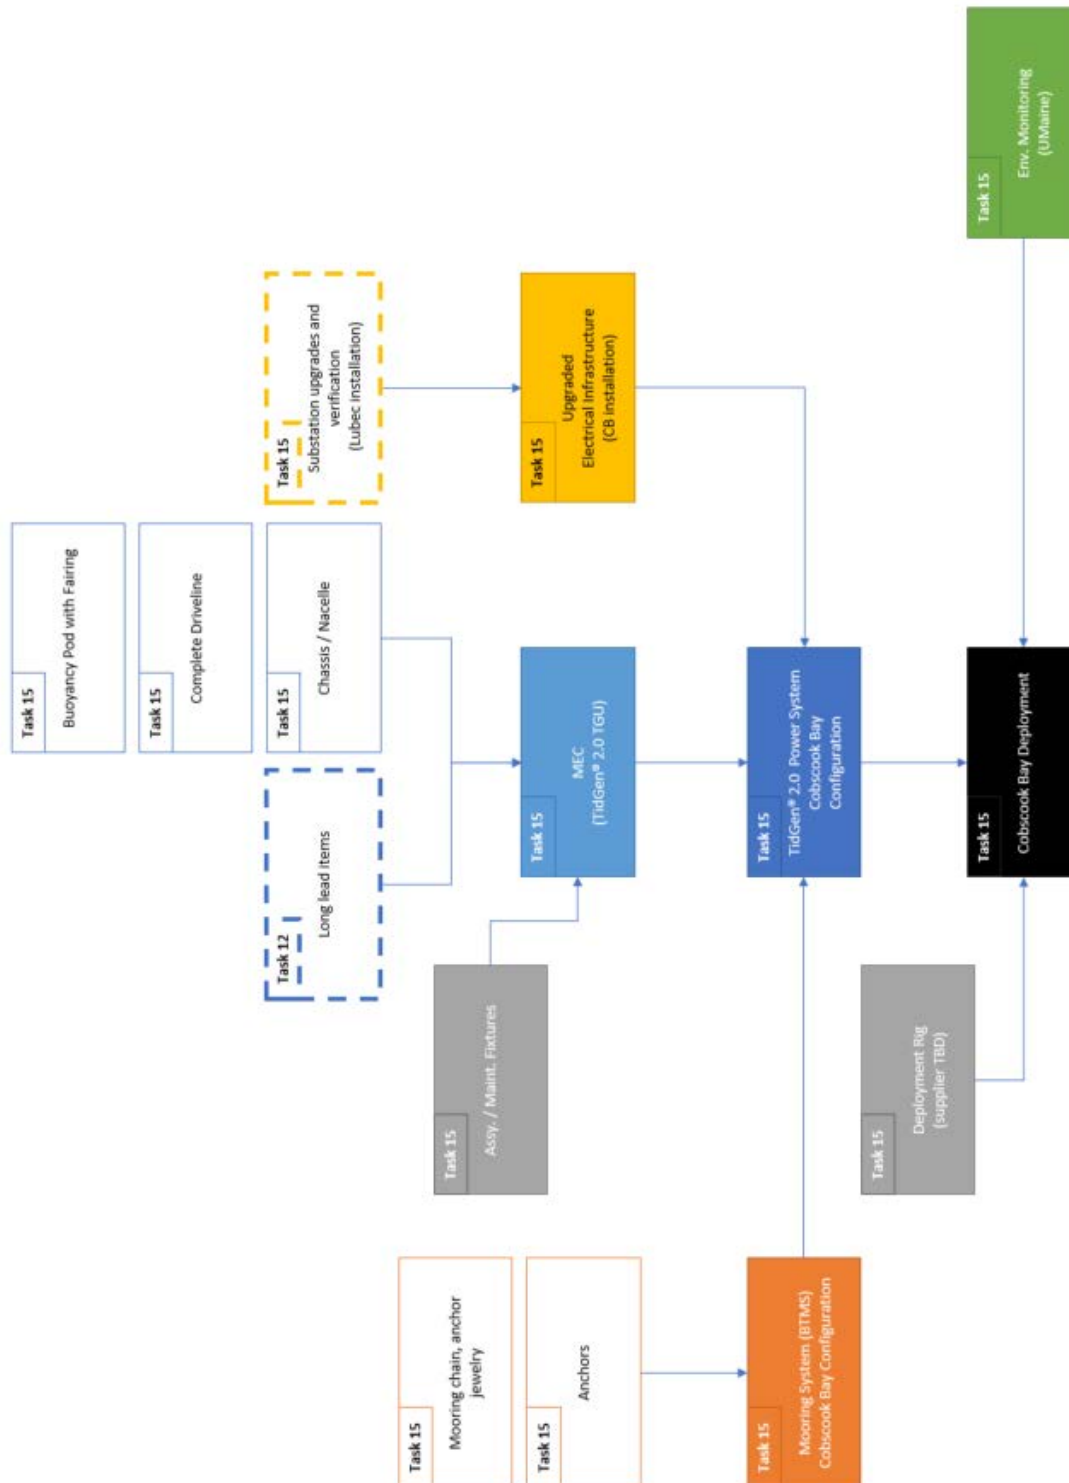 Task 15
Buoyancy Pod with Fairing
Task 15
Complete Driveline
Task 15
Chassis / Nacelle
Task 12
Long lead items
Task 15
Substation upgrades and
verification
(Lubec installation)
Task 15
Mooring chain, anchor
jewelry
Task 15
Anchors
Task 15
Assy. / Maint. Fixtures
Task 15
MEC
(TidGen® 2.0 TGU)
Task 15
Upgraded
Electrical Infrastructure
(CB installation)
Task 15
Mooring System (BTMS)
Cobscook Bay Configuration
Task 15
TidGen® 2.0 Power System
Cobscook Bay
Configuration
Task 15
Deployment Rig
(supplier TBD)
Task 15
Cobscook Bay Deployment
Task 15
Env. Monitoring
(UMaine)